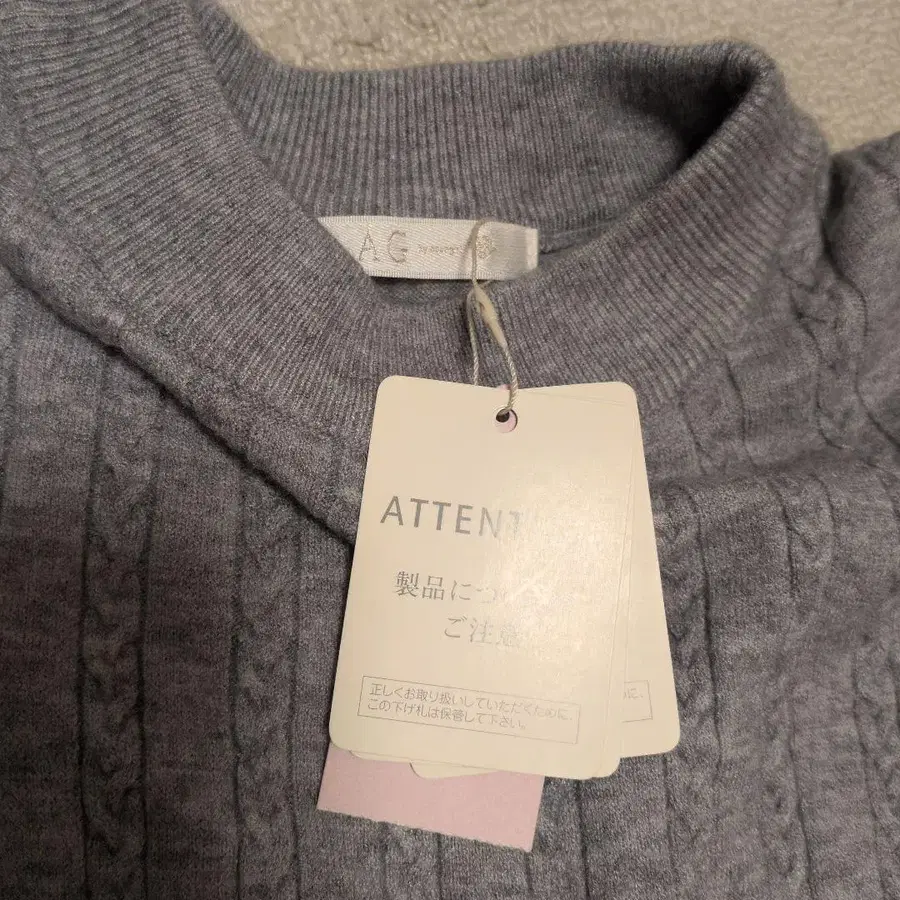 AG
ATTENT
製品につ
ご注意
正しくお取り扱いしていただくために、
この下げ札は保管して下さい。
に、